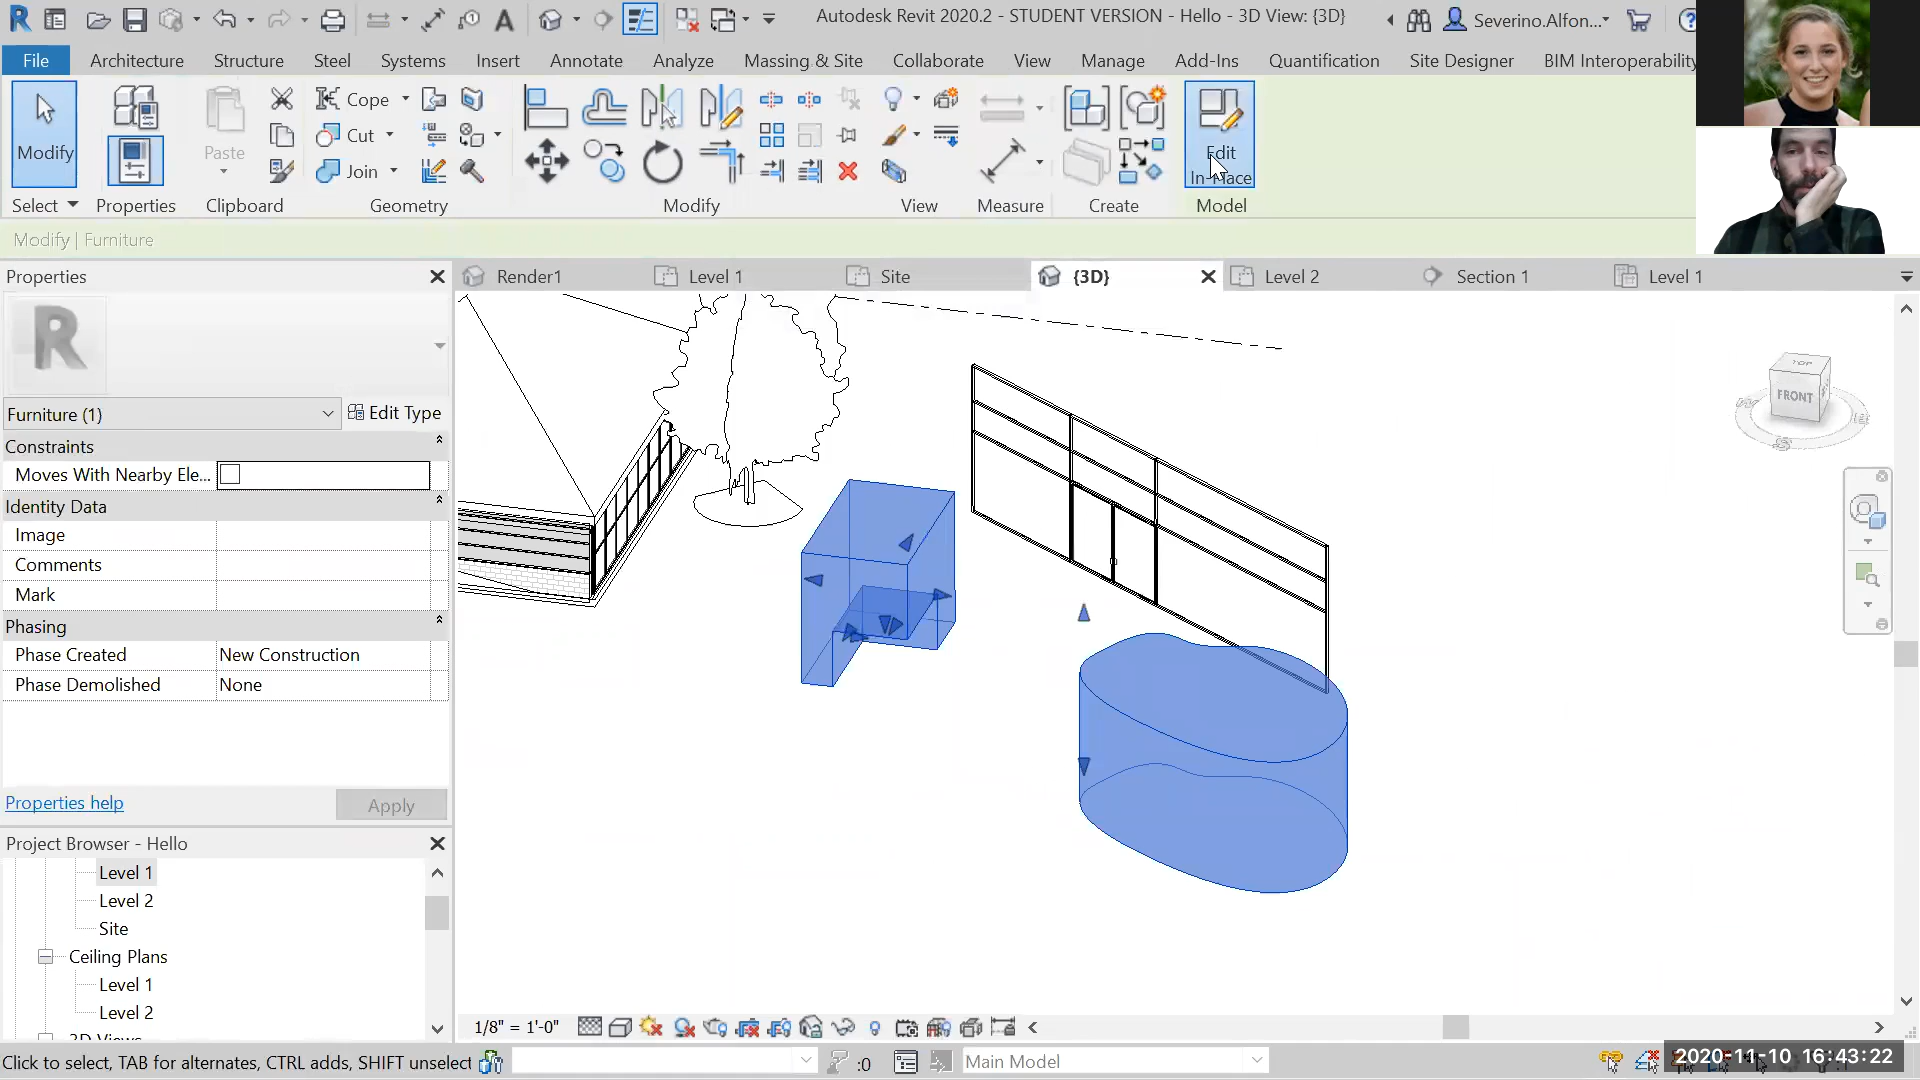 Autodesk Revit 2020.2 - STUDENT VERSION - Hello - 3D View: {3D}
Severino.Alfon...
File Architecture Structure Steel Systems Insert Annotate Analyze Massing & Site Collaborate View Manage Add-Ins Quantification Site Designer BIM Interoperability
Modify
Paste
Cope
Cut
Join
Edit
In-Place
Select Properties Clipboard Geometry Modify View Measure Create Model
Modify | Furniture
Properties
Render1 Level 1 Site {3D} Level 2 Section 1 Level 1
R
Furniture (1) Edit Type
Constraints
Moves With Nearby Ele...
Identity Data
Image
Comments
Mark
Phasing
Phase Created New Construction
Phase Demolished None
Properties help Apply
Project Browser - Hello
Level 1
Level 2
Site
Ceiling Plans
Level 1
Level 2
3D Views
TOP
FRONT
W
S
E
1/8" = 1'-0"
Click to select, TAB for alternates, CTRL adds, SHIFT unselect
:0
Main Model
2020-11-10 16:43:22